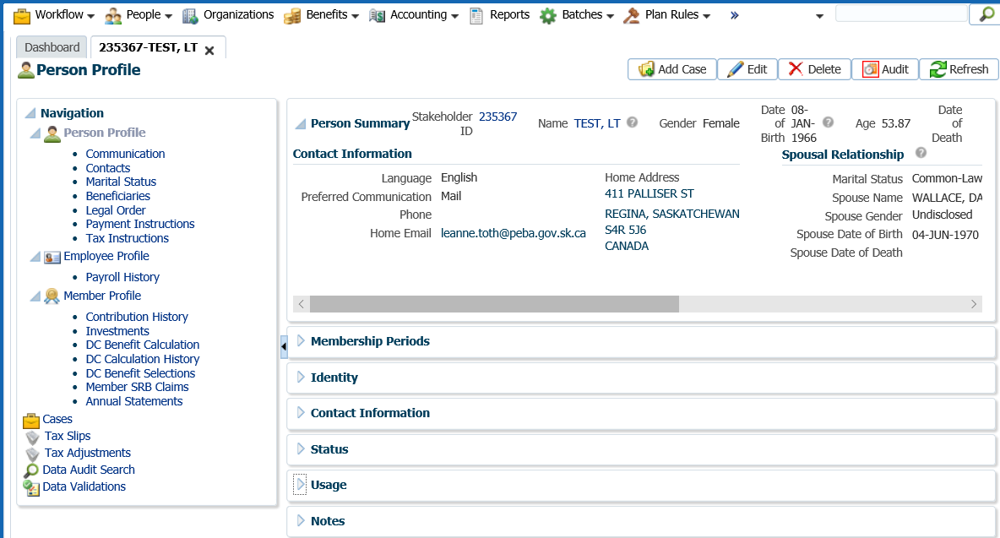 Workflow People Organizations Benefits Accounting Reports Batches Plan Rules »
Dashboard 235367-TEST, LT
Person Profile
Add Case Edit Delete Audit Refresh
Navigation
Person Profile
• Communication
• Contacts
• Marital Status
• Beneficiaries
• Legal Order
• Payment Instructions
• Tax Instructions
Employee Profile
• Payroll History
Member Profile
• Contribution History
• Investments
• DC Benefit Calculation
• DC Calculation History
• DC Benefit Selections
• Member SRB Claims
• Annual Statements
Cases
Tax Slips
Tax Adjustments
Data Audit Search
Data Validations
Person Summary
Stakeholder
ID
235367
Name TEST, LT
Gender Female
Date
of
Birth
08-
JAN-
1966
Age 53.87
Date
of
Death
Contact Information
Language English
Preferred Communication Mail
Phone
Home Email leanne.toth@peba.gov.sk.ca
Home Address
411 PALLISER ST
REGINA, SASKATCHEWAN
S4R 5J6
CANADA
Spousal Relationship
Marital Status Common-Law
Spouse Name WALLACE, DA
Spouse Gender Undisclosed
Spouse Date of Birth 04-JUN-1970
Spouse Date of Death
Membership Periods
Identity
Contact Information
Status
Usage
Notes